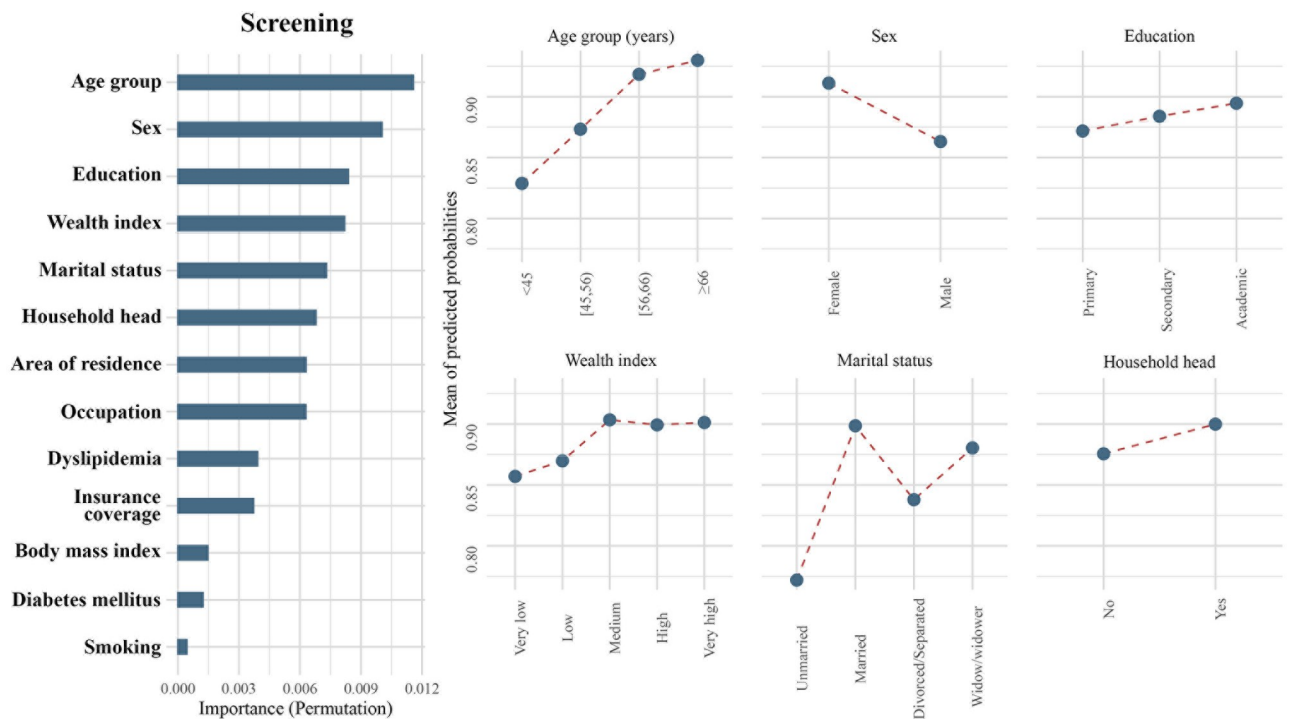 Screening
Age group
Sex
Education
Wealth index
Marital status
Household head
Area of residence
Occupation
Dyslipidemia
Insurance
coverage
Body mass index
Diabetes mellitus
Smoking
0.000 0.003 0.006 0.009 0.012
Importance (Permutation)
Mean of predicted probabilities
Age group (years)
0.90
0.85
0.80
<45 [45,56) [56,66) ≥66
Sex
Female Male
Education
Primary Secondary Academic
Wealth index
0.90
0.85
0.80
Very low Low Medium High Very high
Marital status
Unmarried Married Divorced/Separated Widow/widower
Household head
No Yes